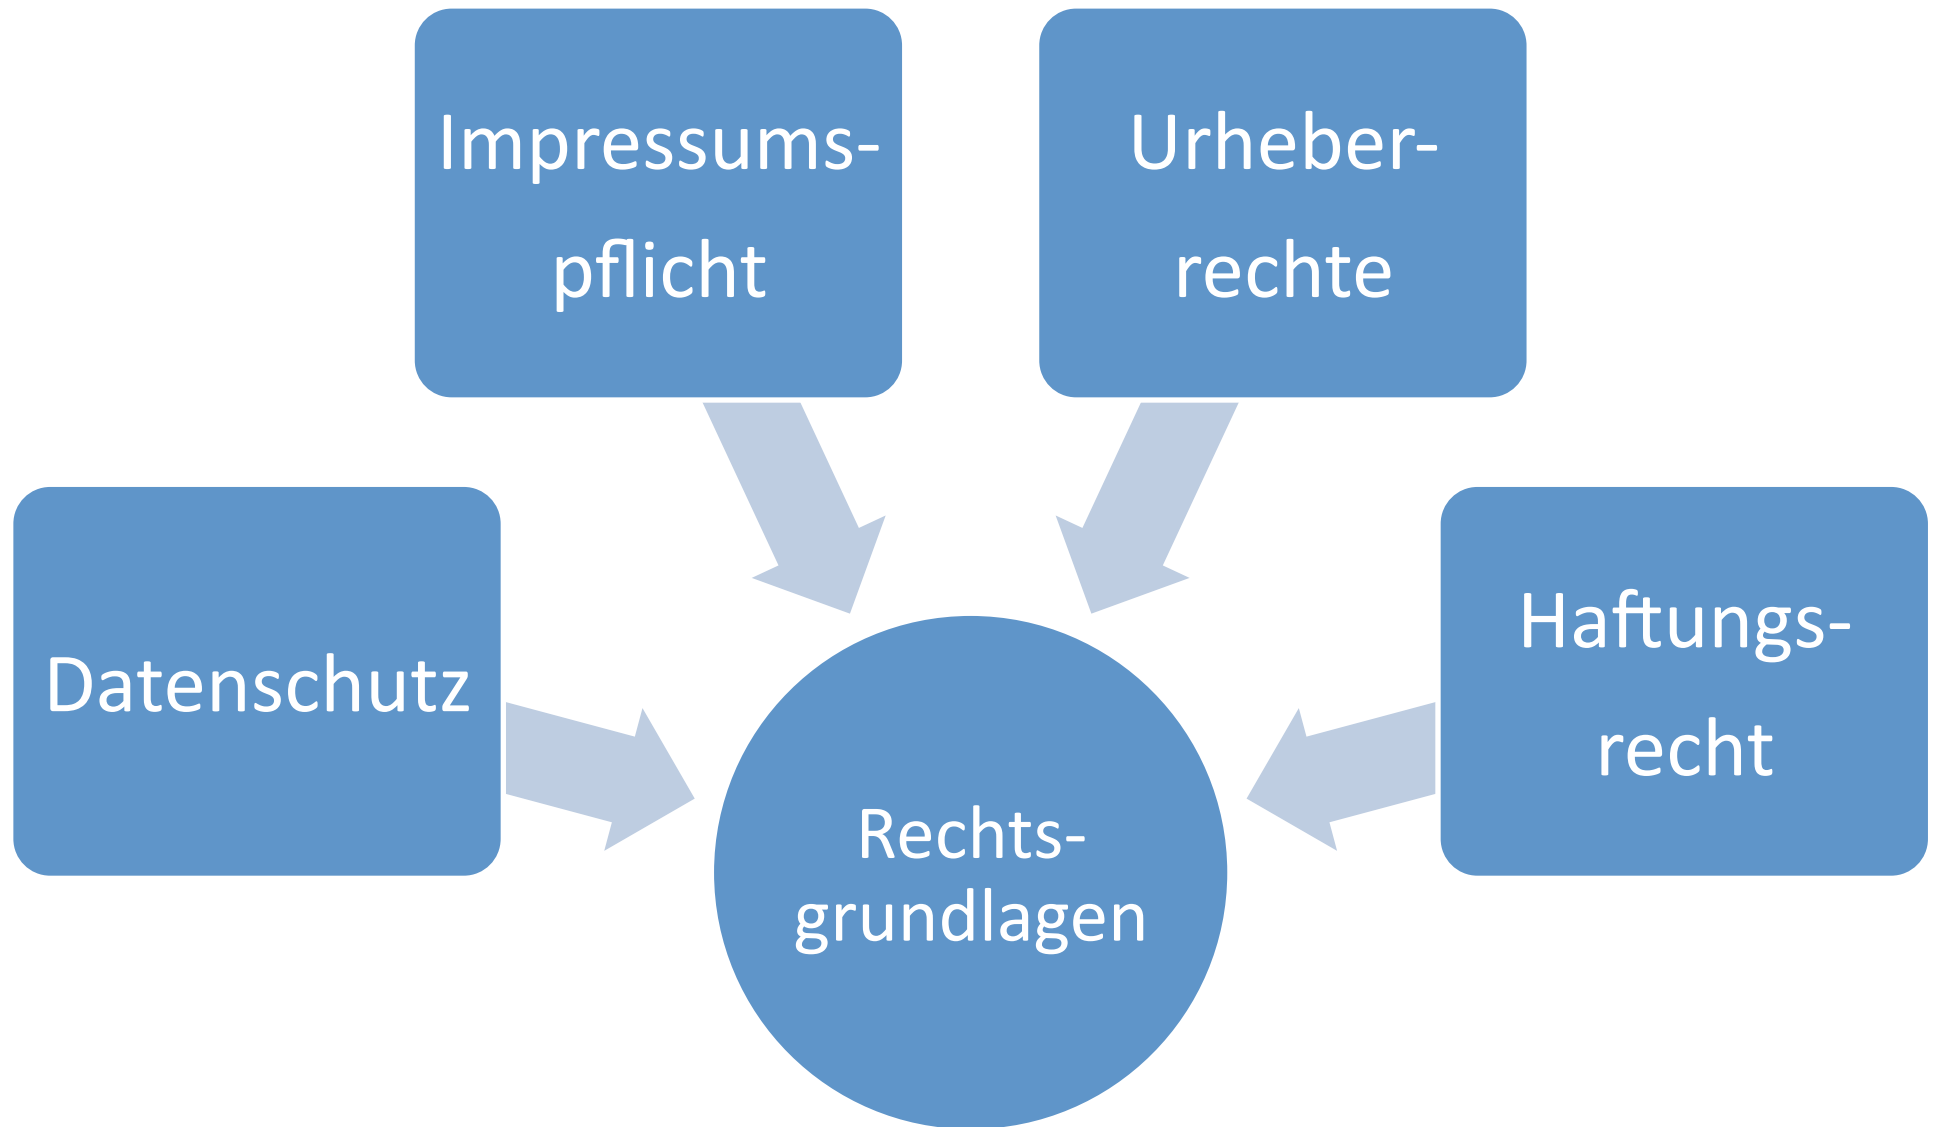 Impressums-
pflicht
Urheber-
rechte
Datenschutz
Haftungs-
recht
Rechts-
grundlagen